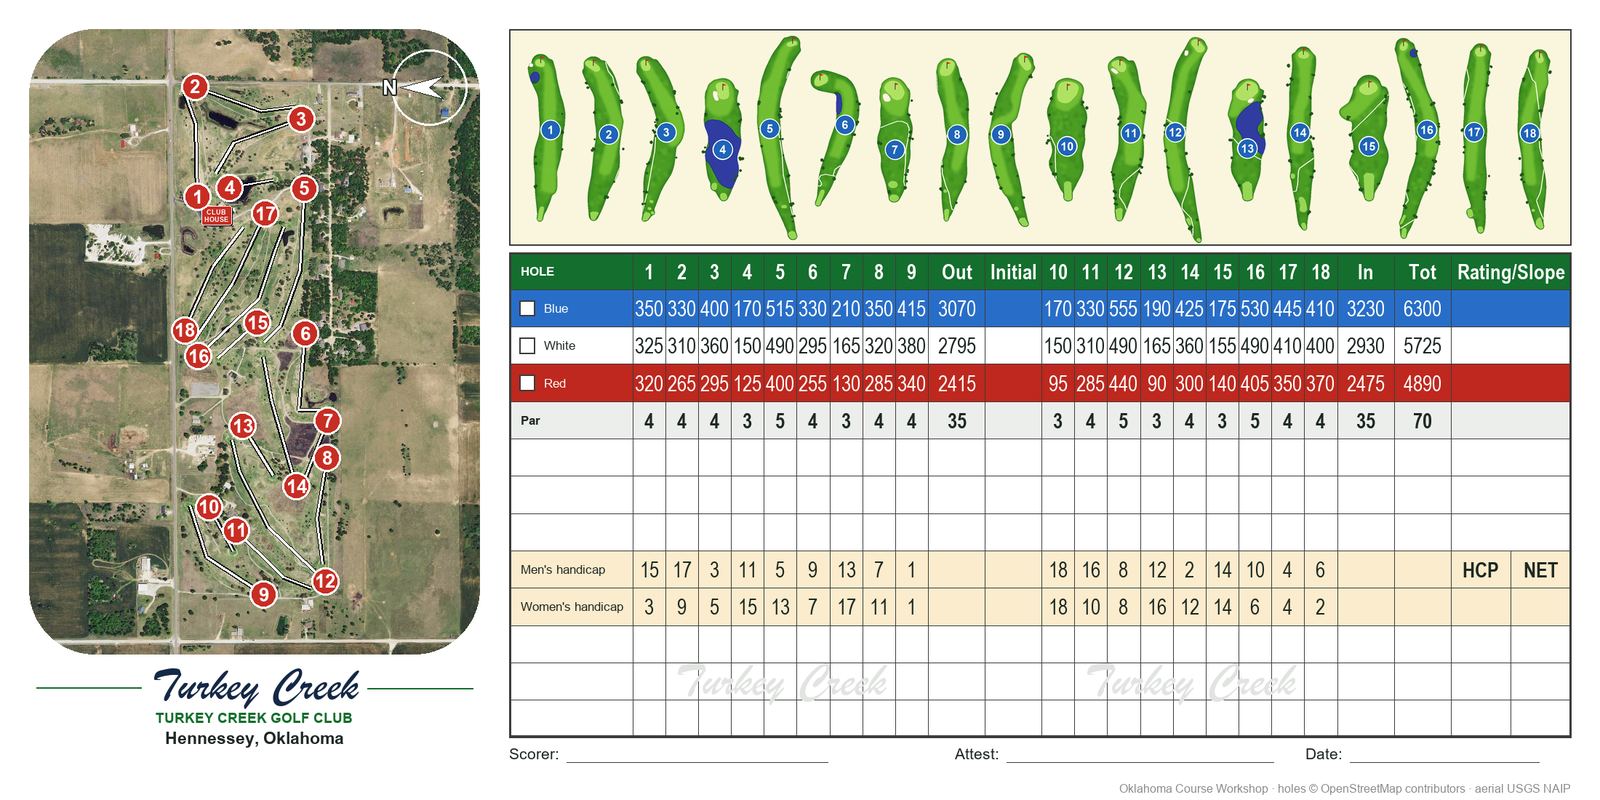 N
2
3
4
5
1
CLUB
HOUSE
17
18
15
6
16
13
7
8
14
10
11
12
9
Turkey Creek
TURKEY CREEK GOLF CLUB
Hennessey, Oklahoma
1 2 3 4 5 6 7 8 9 10 11 12 13 14 15 16 17 18
HOLE 1 2 3 4 5 6 7 8 9 Out Initial 10 11 12 13 14 15 16 17 18 In Tot Rating/Slope
Blue 350 330 400 170 515 330 210 350 415 3070 170 330 555 190 425 175 530 445 410 3230 6300
White 325 310 360 150 490 295 165 320 380 2795 150 310 490 165 360 155 490 410 400 2930 5725
Red 320 265 295 125 400 255 130 285 340 2415 95 285 440 90 300 140 405 350 370 2475 4890
Par 4 4 4 3 5 4 3 4 4 35 3 4 5 3 4 3 5 4 4 35 70
Men's handicap 15 17 3 11 5 9 13 7 1 18 16 8 12 2 14 10 4 6 HCP NET
Women's handicap 3 9 5 15 13 7 17 11 1 18 10 8 16 12 14 6 4 2
Turkey Creek Turkey Creek
Scorer: Attest: Date:
Oklahoma Course Workshop · holes © OpenStreetMap contributors · aerial USGS NAIP